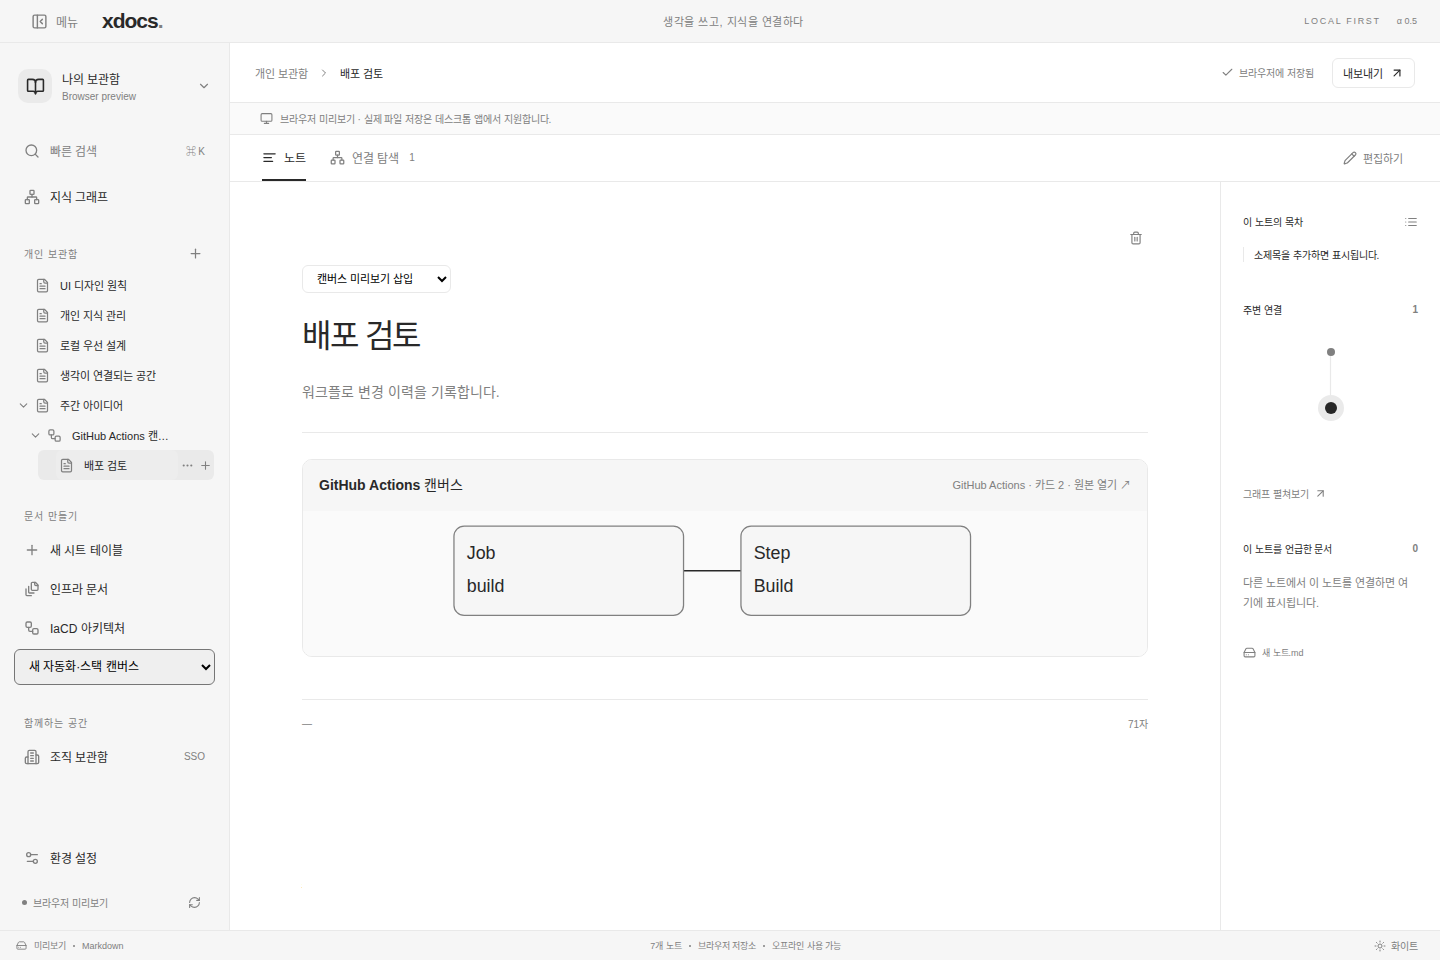 메뉴
xdocs.
생각을 쓰고, 지식을 연결하다
LOCAL FIRST
α 0.5
나의 보관함
Browser preview
빠른 검색
⌘K
지식 그래프
개인 보관함
UI 디자인 원칙
개인 지식 관리
로컬 우선 설계
생각이 연결되는 공간
주간 아이디어
GitHub Actions 캔…
배포 검토
문서 만들기
새 시트 테이블
인프라 문서
IaCD 아키텍처
새 자동화·스택 캔버스
함께하는 공간
조직 보관함
SSO
환경 설정
브라우저 미리보기
개인 보관함
배포 검토
브라우저에 저장됨
내보내기
브라우저 미리보기 · 실제 파일 저장은 데스크톱 앱에서 지원합니다.
노트
연결 탐색 1
편집하기
캔버스 미리보기 삽입
배포 검토
워크플로 변경 이력을 기록합니다.
GitHub Actions 캔버스
GitHub Actions · 카드 2 · 원본 열기 ↗
Job
build
Step
Build
—
71자
이 노트의 목차
소제목을 추가하면 표시됩니다.
주변 연결
1
그래프 펼쳐보기
이 노트를 언급한 문서
0
다른 노트에서 이 노트를 연결하면 여
기에 표시됩니다.
새 노트.md
미리보기 • Markdown
7개 노트 • 브라우저 저장소 • 오프라인 사용 가능
화이트